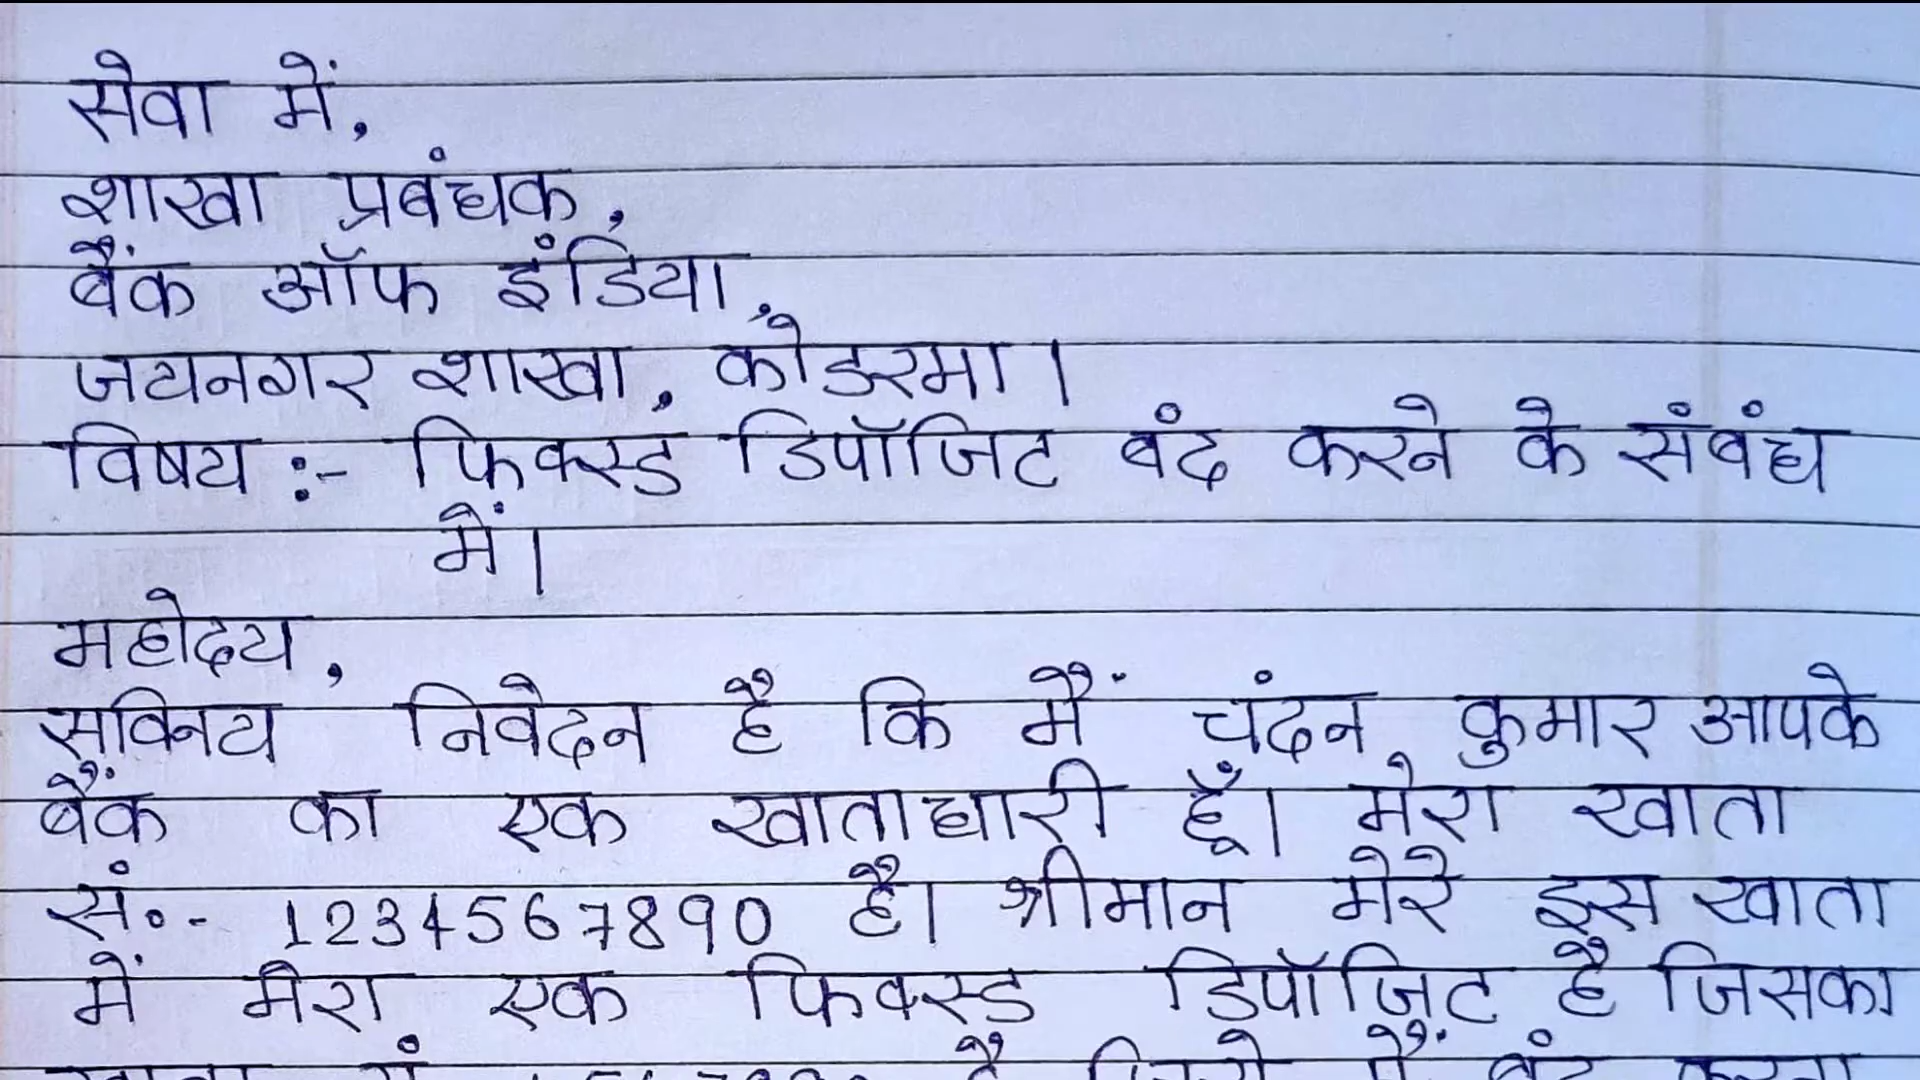 सेवा में,
शाखा प्रबंधक,
बैंक ऑफ इंडिया,
जयनगर शाखा, कोडरमा।
विषय :- फिक्स्ड डिपॉजिट बंद करने के संबंध
में।
महोदय,
सविनय निवेदन है कि मैं चंदन कुमार आपके
बैंक का एक खाताधारी हूँ। मेरा खाता
सं०- 1234567890 है। श्रीमान मेरे इस खाता
में मेरा एक फिक्स्ड डिपॉजिट है जिसका